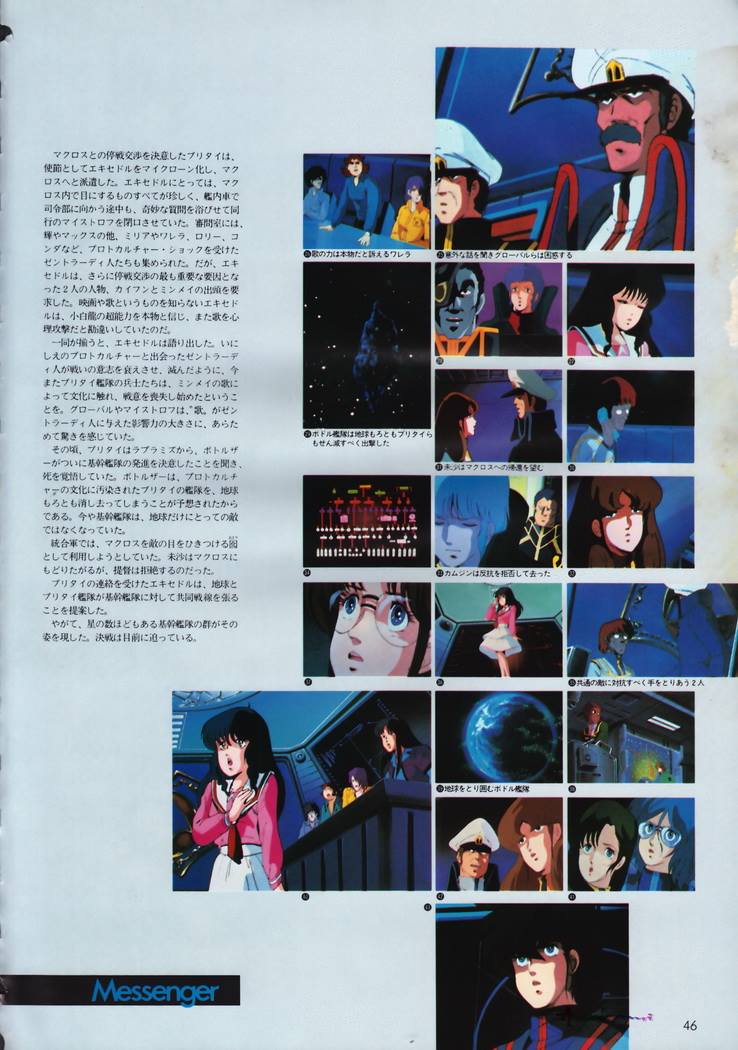 マクロスとの停戦交渉を決意したブリタイは、
使節としてエキセドルをマイクローン化し、マク
ロスへと派遣した。エキセドルにとっては、マク
ロス内で目にするものすべてが珍しく、艦内車で
司令部に向かう途中も、奇妙な質問を浴びせて同
行のマイストロフを閉口させていた。審問室には、
輝やマックスの他、ミリアやワレラ、ロリー、コ
ンダなど、プロトカルチャー・ショックを受けた
ゼントラーディ人たちも集められた。だが、エキ
セドルは、さらに停戦交渉の最も重要な要因とな
った2人の人物、カイフンとミンメイの出頭を要
求した。映画や歌というものを知らないエキセド
ルは、小白竜の超能力を本物と信じ、また歌を心
理攻撃だと勘違いしていたのだ。
一同が揃うと、エキセドルは語り出した。いに
しえのプロトカルチャーと出会ったゼントラーデ
ィ人が戦いの意志を衰えさせ、滅んだように、今
またブリタイ艦隊の兵士たちは、ミンメイの歌に
よって文化に触れ、戦意を喪失し始めたというこ
とを。グローバルやマイストロフは、"歌"がゼン
トラーディ人に与えた影響力の大きさに、あらた
めて驚きを感じていた。
その頃、ブリタイはラプラミズから、ボドルザ
ーがついに基幹艦隊の発進を決意したことを聞き、
死を覚悟していた。ボドルザーは、プロトカルチ
ャーの文化に汚染されたブリタイの艦隊を、地球
もろとも消し去ってしまうことが予想されたから
である。今や基幹艦隊は、地球だけにとっての敵
ではなくなっていた。
統合軍では、マクロスを敵の目をひきつける囮
として利用しようとしていた。未沙はマクロスに
もどりたがるが、提督は拒絶するのだった。
ブリタイの連絡を受けたエキセドルは、地球と
ブリタイ艦隊が基幹艦隊に対して共同戦線を張る
ことを提案した。
やがて、星の数ほどもある基幹艦隊の群がその
姿を現した。決戦は目前に迫っている。
歌の力は本物だと訴えるワレラ
意外な話を聞きグローバルらは困惑する
ボドル艦隊は地球もろともブリタイら
もせん滅すべく出撃した
未沙はマクロスへの帰還を望む
カムジンは反抗を拒否して去った
共通の敵に対抗すべく手をとりあう2人
地球をとり囲むボドル艦隊
Messenger
46